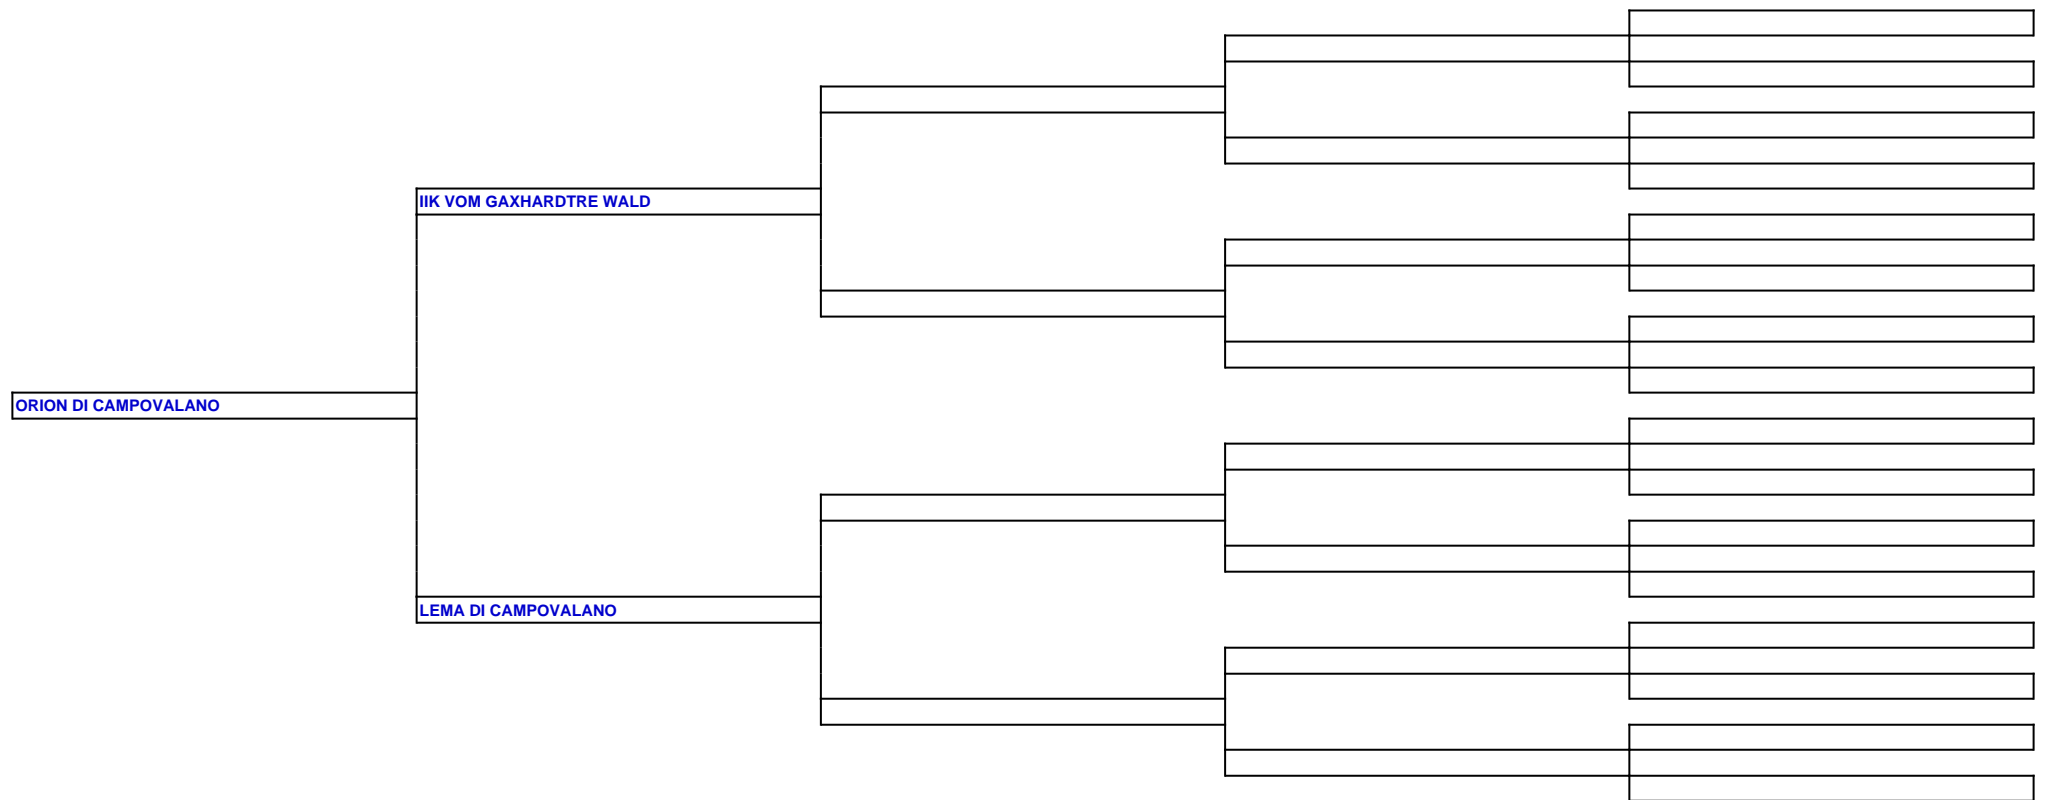 IIK VOM GAXHARDTRE WALD
ORION DI CAMPOVALANO
LEMA DI CAMPOVALANO